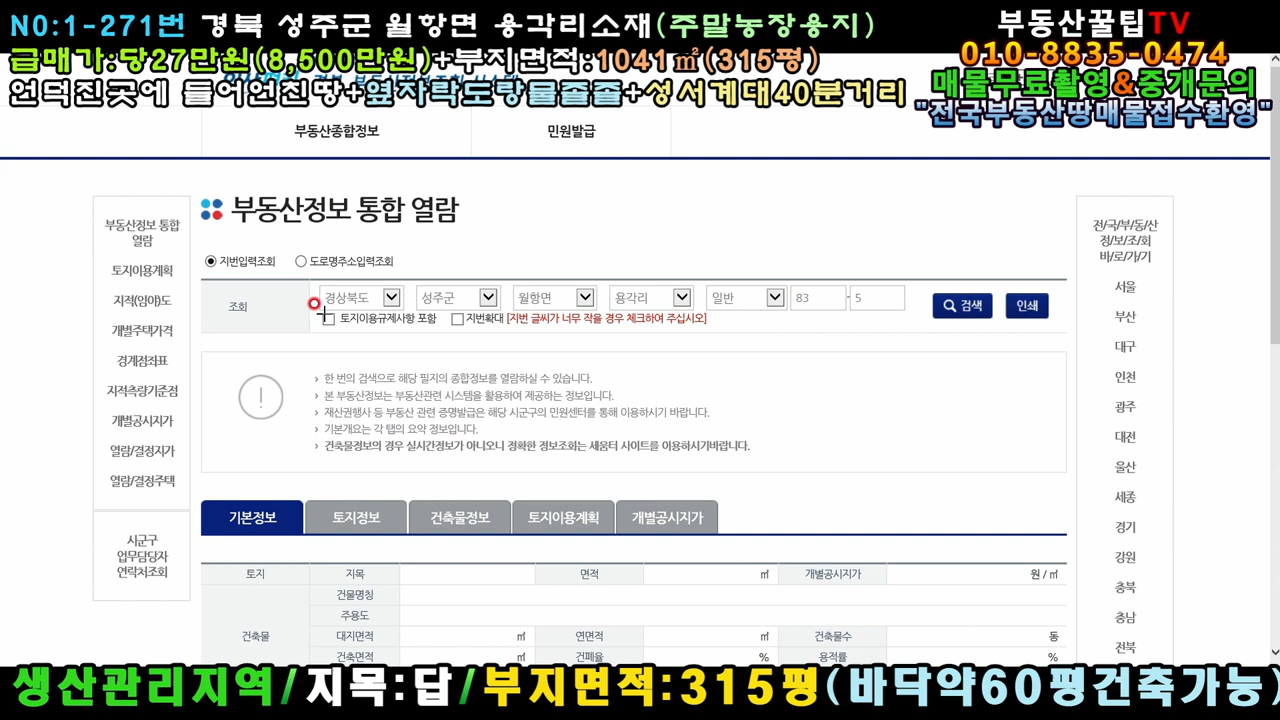 NO:1-271번 경북 성주군 월항면 용각리소재(주말농장용지)
부동산꿀팁TV
급매가:당27만원(8,500만원)+부지면적:1041㎡(315평)
010-8835-0474
언덕진곳에 들어언친땅+옆자락도랑물졸졸+성서계대40분거리
매물무료촬영&중개문의
"전국부동산땅매물접수환영"
부동산종합정보 민원발급
부동산정보 통합 열람
토지이용계획
지적(임야)도
개별주택가격
경계점좌표
지적측량기준점
개별공시지가
열람/결정지가
열람/결정주택
시군구
업무담당자
연락처조회
부동산정보 통합 열람
지번입력조회 도로명주소입력조회
조회 경상북도 성주군 월항면 용각리 일반 83 - 5 검색 인쇄
토지이용규제사항 포함 지번확대 [지번 글씨가 너무 작을 경우 체크하여 주십시오]
› 한 번의 검색으로 해당 필지의 종합정보를 열람하실 수 있습니다.
› 본 부동산정보는 부동산관련 시스템을 활용하여 제공하는 정보입니다.
› 재산권행사 등 부동산 관련 증명발급은 해당 시군구의 민원센터를 통해 이용하시기 바랍니다.
› 기본개요는 각 탭의 요약 정보입니다.
› 건축물정보의 경우 실시간정보가 아니오니 정확한 정보조회는 세움터 사이트를 이용하시기바랍니다.
기본정보 토지정보 건축물정보 토지이용계획 개별공시지가
토지 지목 면적 ㎡ 개별공시지가 원 / ㎡
건물명칭
주용도
건축물 대지면적 ㎡ 연면적 ㎡ 건축물수 동
건축면적 ㎡ 건폐율 % 용적률 %
전/국/부/동/산
정/보/조/회
바/로/가/기
서울
부산
대구
인천
광주
대전
울산
세종
경기
강원
충북
충남
전북
생산관리지역/지목:답/부지면적:315평(바닥약60평건축가능)